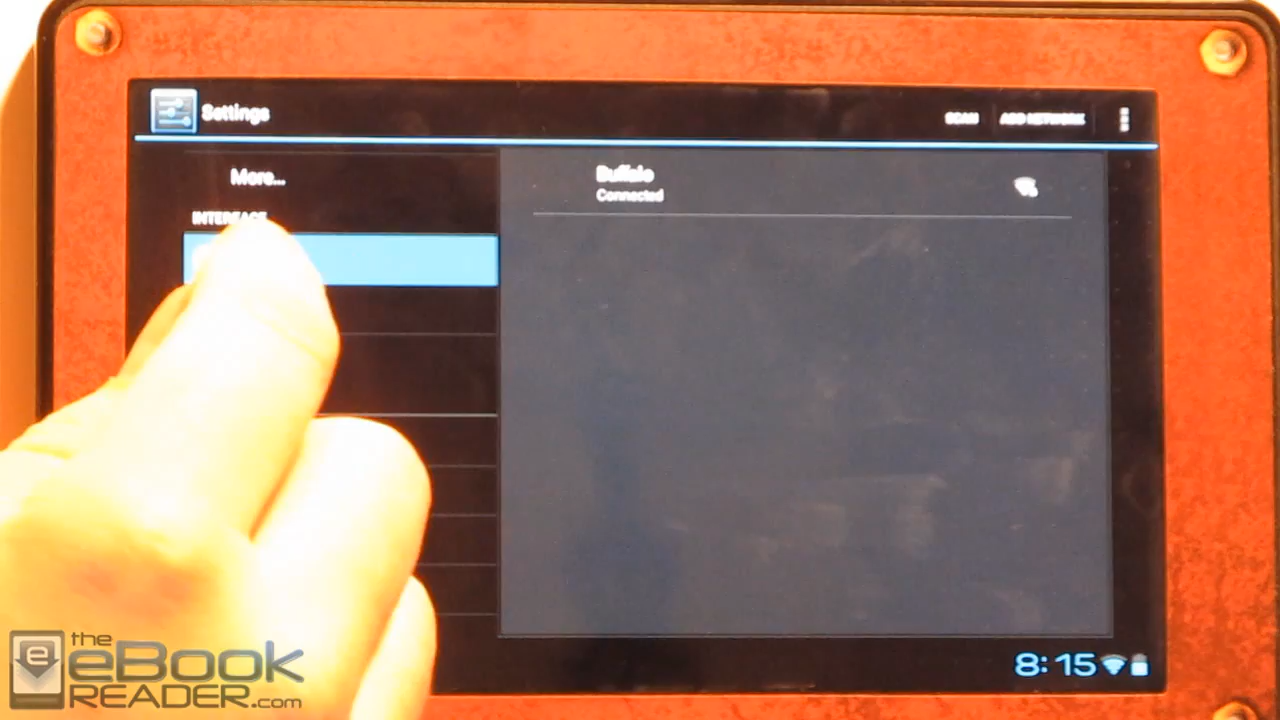 Settings
SCAN ADD NETWORK
More...
INTERFACE
Buffalo
Connected
8:15
the
eBook
READER.com